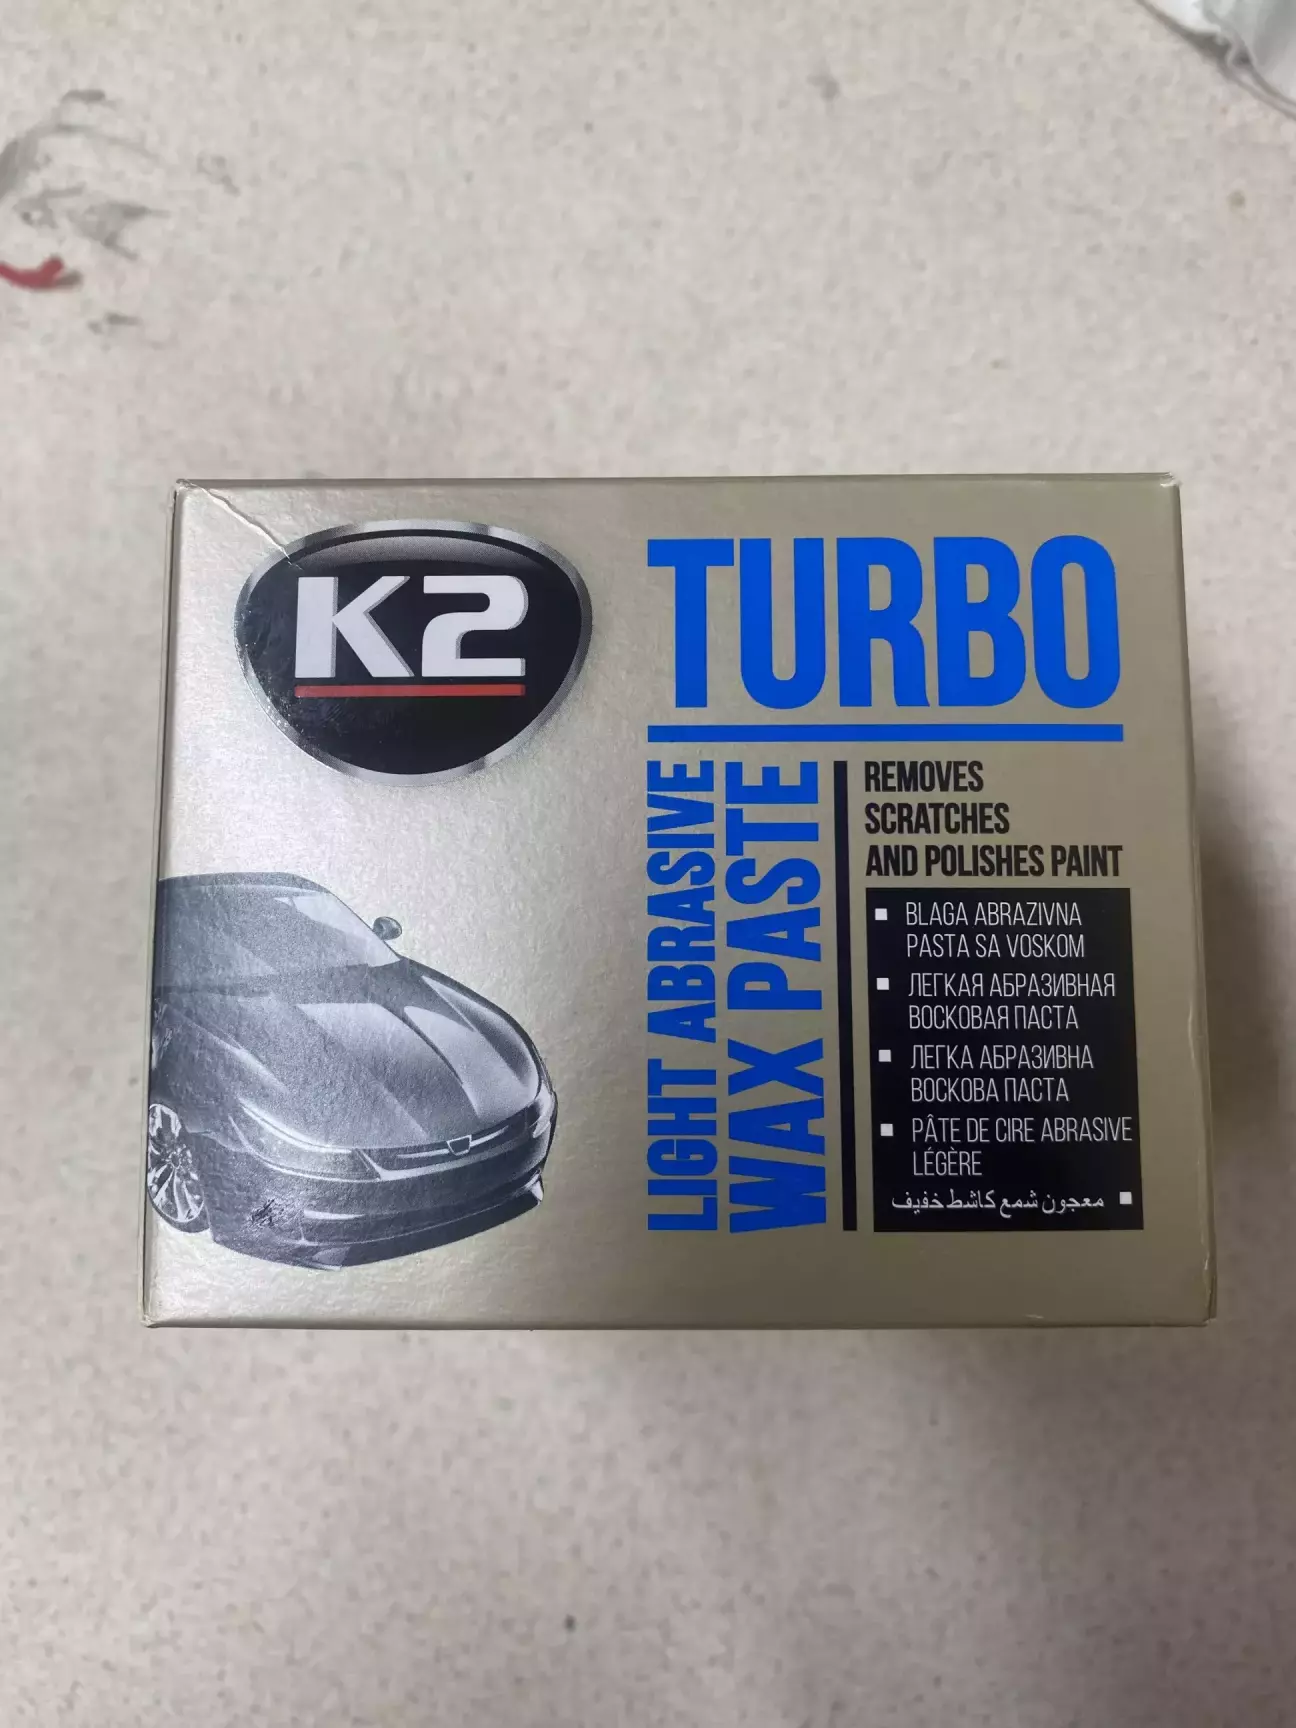 K2
TURBO
LIGHT ABRASIVE
WAX PASTE
REMOVES
SCRATCHES
AND POLISHES PAINT
BLAGA ABRAZIVNA
PASTA SA VOSKOM
ЛЕГКАЯ АБРАЗИВНАЯ
ВОСКОВАЯ ПАСТА
ЛЕГКА АБРАЗИВНА
ВОСКОВА ПАСТА
PÂTE DE CIRE ABRASIVE
LÉGÈRE
معجون شمع كاشط خفيف